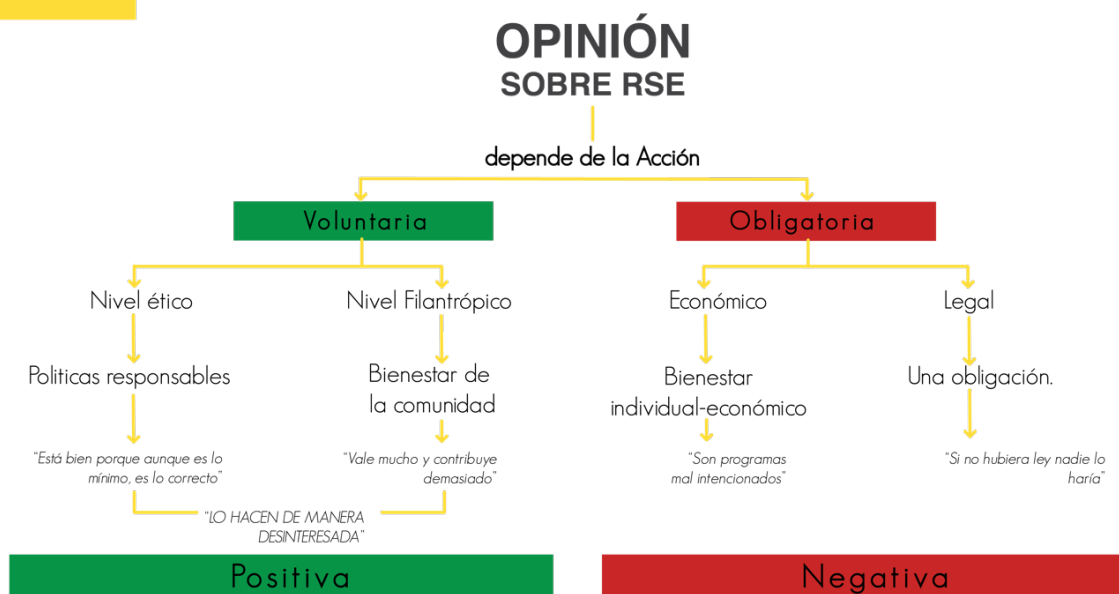 OPINIÓN
SOBRE RSE
depende de la Acción
Voluntaria
Obligatoria
Nivel ético
Nivel Filantrópico
Económico
Legal
Politicas responsables
Bienestar de
la comunidad
Bienestar
individual-económico
Una obligación.
"Está bien porque aunque es lo
mínimo, es lo correcto"
"Vale mucho y contribuye
demasiado"
"Son programas
mal intencionados"
"Si no hubiera ley nadie lo
haría"
"LO HACEN DE MANERA
DESINTERESADA"
Positiva
Negativa